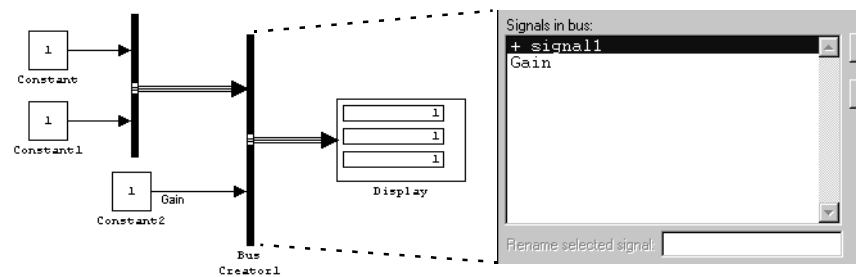 1
Constant
1
Constant1
1
Gain
Constant2
Bus
Creator1
1
1
1
Display
Signals in bus:
+ signal1
Gain
Rename selected signal: